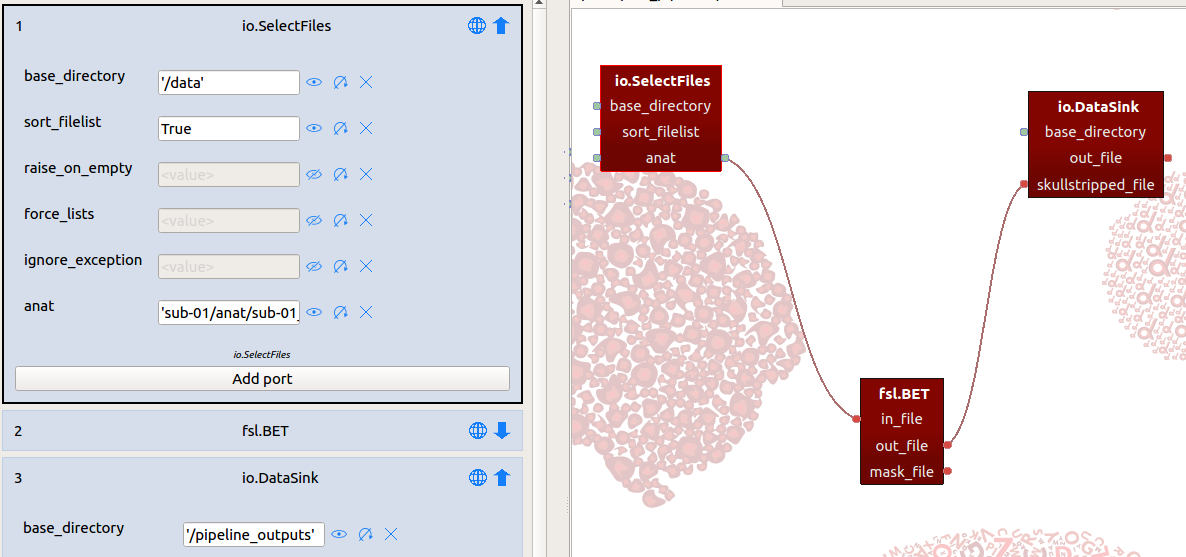 1 io.SelectFiles
base_directory '/data'
sort_filelist True
raise_on_empty <value>
force_lists <value>
ignore_exception <value>
anat 'sub-01/anat/sub-01_
io.SelectFiles
Add port
2 fsl.BET
3 io.DataSink
base_directory '/pipeline_outputs'
io.SelectFiles
base_directory
sort_filelist
anat
io.DataSink
base_directory
out_file
skullstripped_file
fsl.BET
in_file
out_file
mask_file